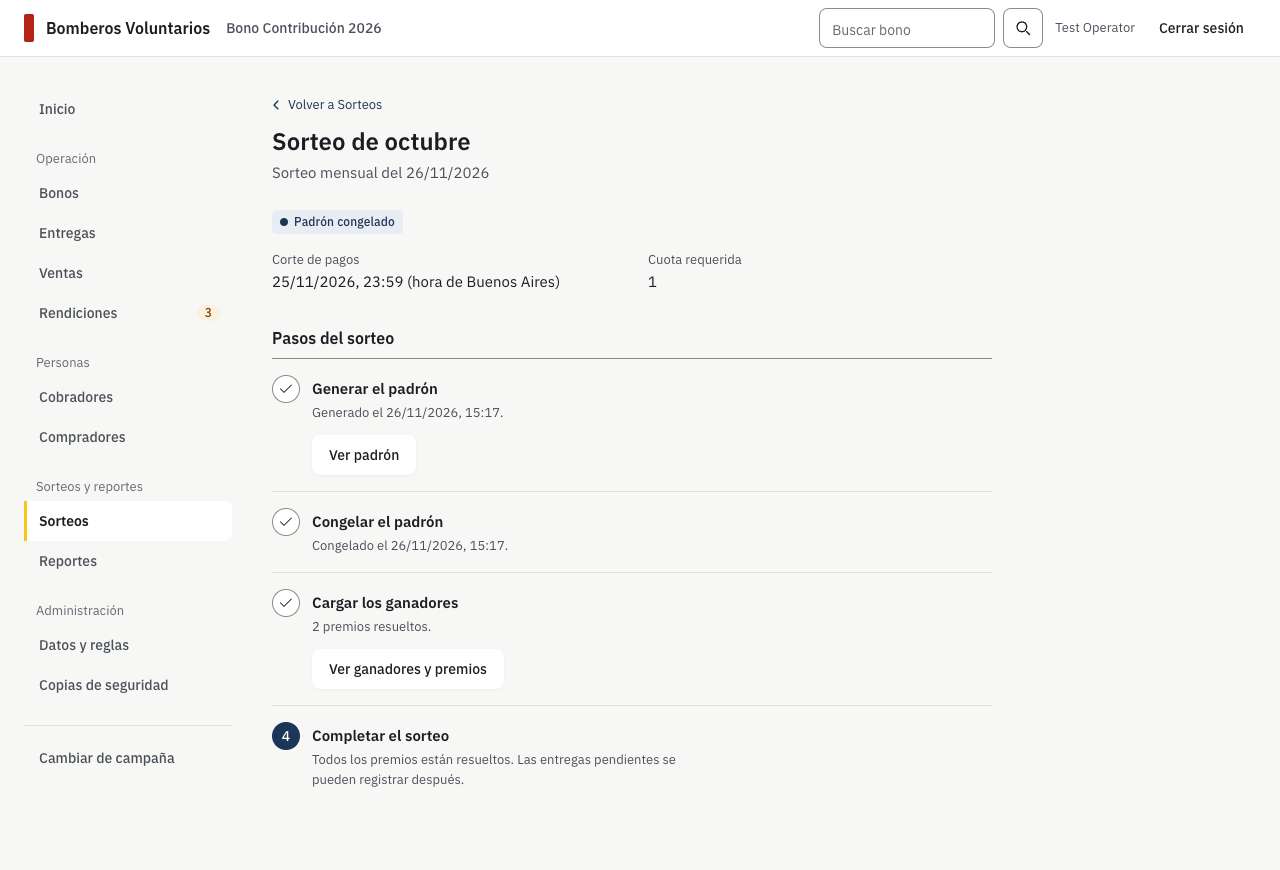 Bomberos Voluntarios
Bono Contribución 2026
Buscar bono
Test Operator
Cerrar sesión
Inicio
Operación
Bonos
Entregas
Ventas
Rendiciones 3
Personas
Cobradores
Compradores
Sorteos y reportes
Sorteos
Reportes
Administración
Datos y reglas
Copias de seguridad
Cambiar de campaña
Volver a Sorteos
Sorteo de octubre
Sorteo mensual del 26/11/2026
Padrón congelado
Corte de pagos
25/11/2026, 23:59 (hora de Buenos Aires)
Cuota requerida
1
Pasos del sorteo
Generar el padrón
Generado el 26/11/2026, 15:17.
Ver padrón
Congelar el padrón
Congelado el 26/11/2026, 15:17.
Cargar los ganadores
2 premios resueltos.
Ver ganadores y premios
4 Completar el sorteo
Todos los premios están resueltos. Las entregas pendientes se
pueden registrar después.